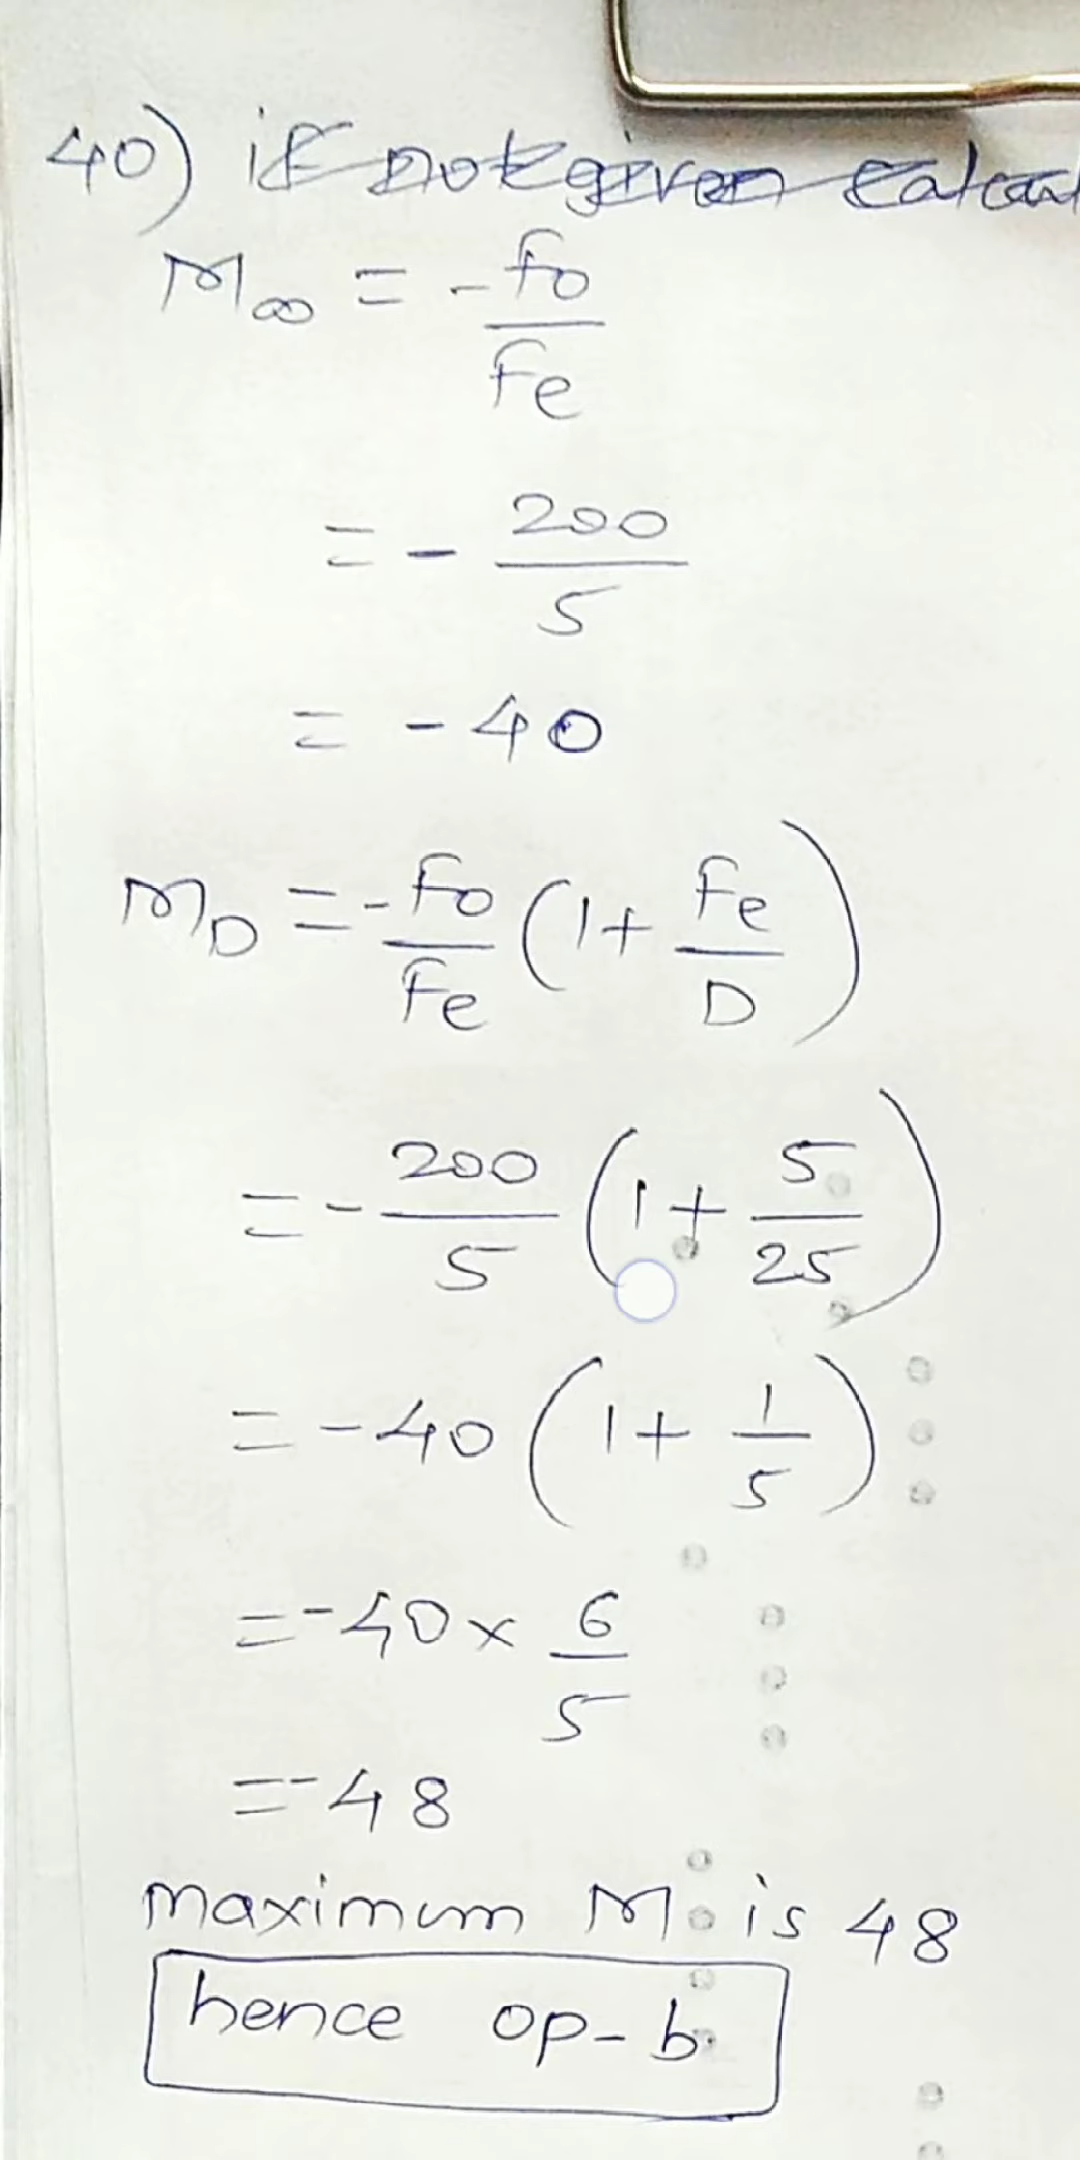 40) if not given calcul
M∞ = - fo/fe
= - 200/5
= - 40
MD = - fo/fe (1 + fe/D)
= - 200/5 (1 + 5/25)
= - 40 (1 + 1/5)
= - 40 × 6/5
= - 48
maximum M is 48
hence op - b